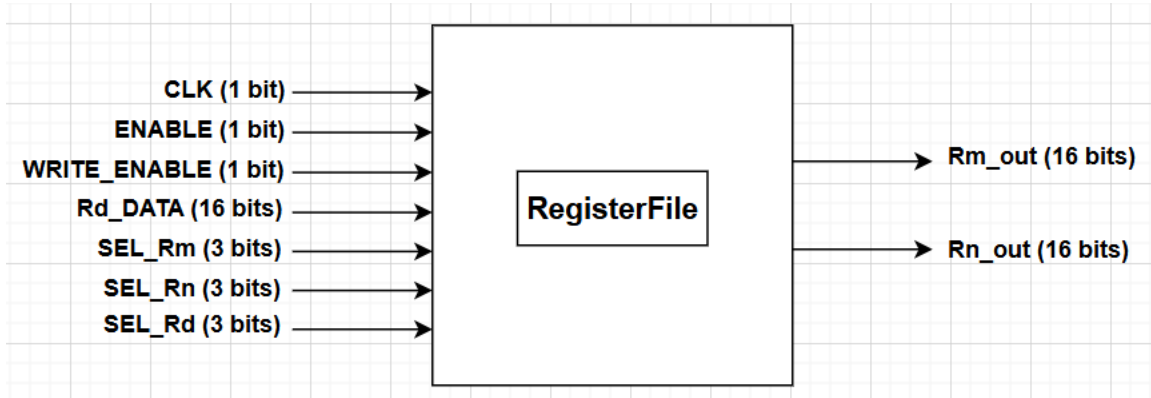 CLK (1 bit)
ENABLE (1 bit)
WRITE_ENABLE (1 bit)
Rd_DATA (16 bits)
SEL_Rm (3 bits)
SEL_Rn (3 bits)
SEL_Rd (3 bits)
RegisterFile
Rm_out (16 bits)
Rn_out (16 bits)